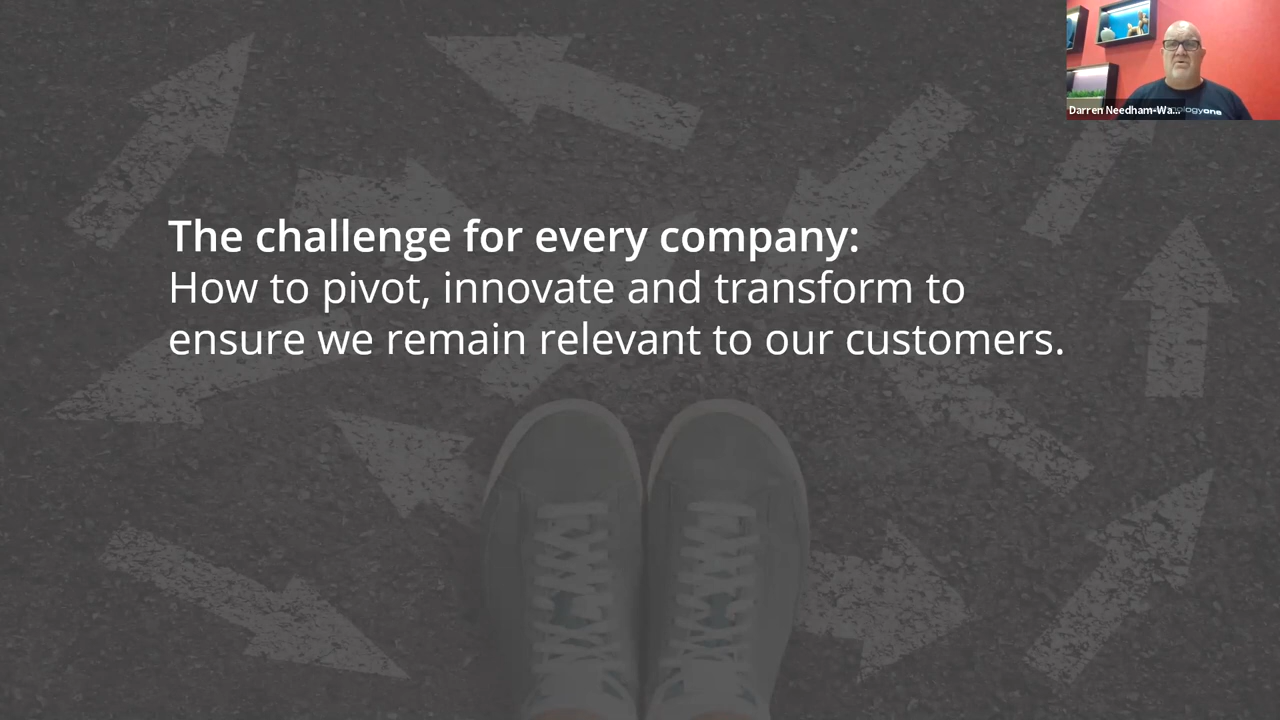 The challenge for every company:
How to pivot, innovate and transform to
ensure we remain relevant to our customers.
Darren Needham-Wa...